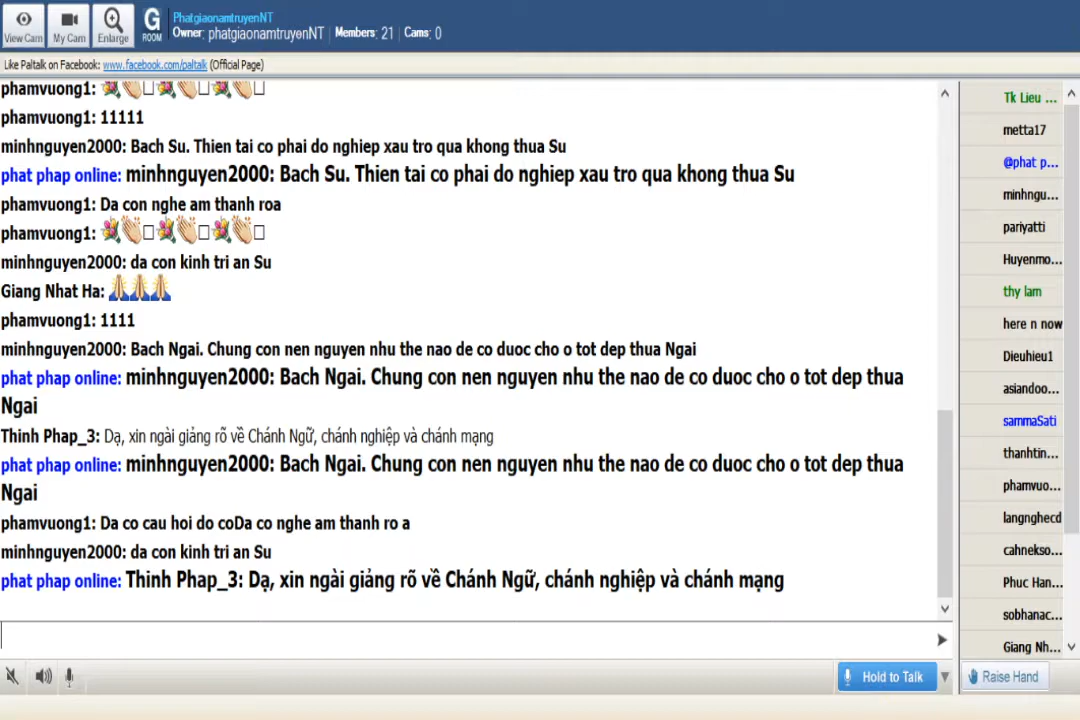 PhatgiaonamtruyenNT
Owner: phatgiaonamtruyenNT | Members: 21 | Cams: 0
View Cam
My Cam
Enlarge
G
ROOM
Like Paltalk on Facebook: www.facebook.com/paltalk (Official Page)
phamvuong1:
phamvuong1: 11111
minhnguyen2000: Bach Su. Thien tai co phai do nghiep xau tro qua khong thua Su
phat phap online: minhnguyen2000: Bach Su. Thien tai co phai do nghiep xau tro qua khong thua Su
phamvuong1: Da con nghe am thanh roa
phamvuong1:
minhnguyen2000: da con kinh tri an Su
Giang Nhat Ha: 🙏🙏🙏
phamvuong1: 1111
minhnguyen2000: Bach Ngai. Chung con nen nguyen nhu the nao de co duoc cho o tot dep thua Ngai
phat phap online: minhnguyen2000: Bach Ngai. Chung con nen nguyen nhu the nao de co duoc cho o tot dep thua
Ngai
Thinh Phap_3: Dạ, xin ngài giảng rõ về Chánh Ngữ, chánh nghiệp và chánh mạng
phat phap online: minhnguyen2000: Bach Ngai. Chung con nen nguyen nhu the nao de co duoc cho o tot dep thua
Ngai
phamvuong1: Da co cau hoi do coDa co nghe am thanh ro a
minhnguyen2000: da con kinh tri an Su
phat phap online: Thinh Phap_3: Dạ, xin ngài giảng rõ về Chánh Ngữ, chánh nghiệp và chánh mạng
Tk Lieu ...
metta17
@phat p...
minhngu...
pariyatti
Huyenmo...
thy lam
here n now
Dieuhieu1
asiandoo...
sammaSati
thanhtin...
phamvuo...
langnghecd
cahnekso...
Phuc Han...
sobhanac...
Giang Nh...
Hold to Talk
Raise Hand